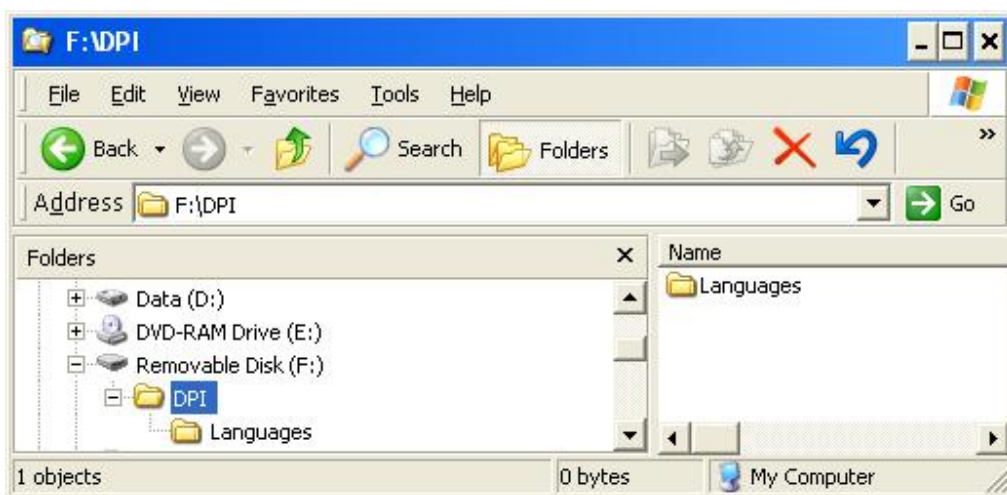 F:\DPI
File Edit View Favorites Tools Help
Back Search Folders »
Address F:\DPI Go
Folders Name
Languages
Data (D:)
DVD-RAM Drive (E:)
Removable Disk (F:)
DPI
Languages
1 objects 0 bytes My Computer